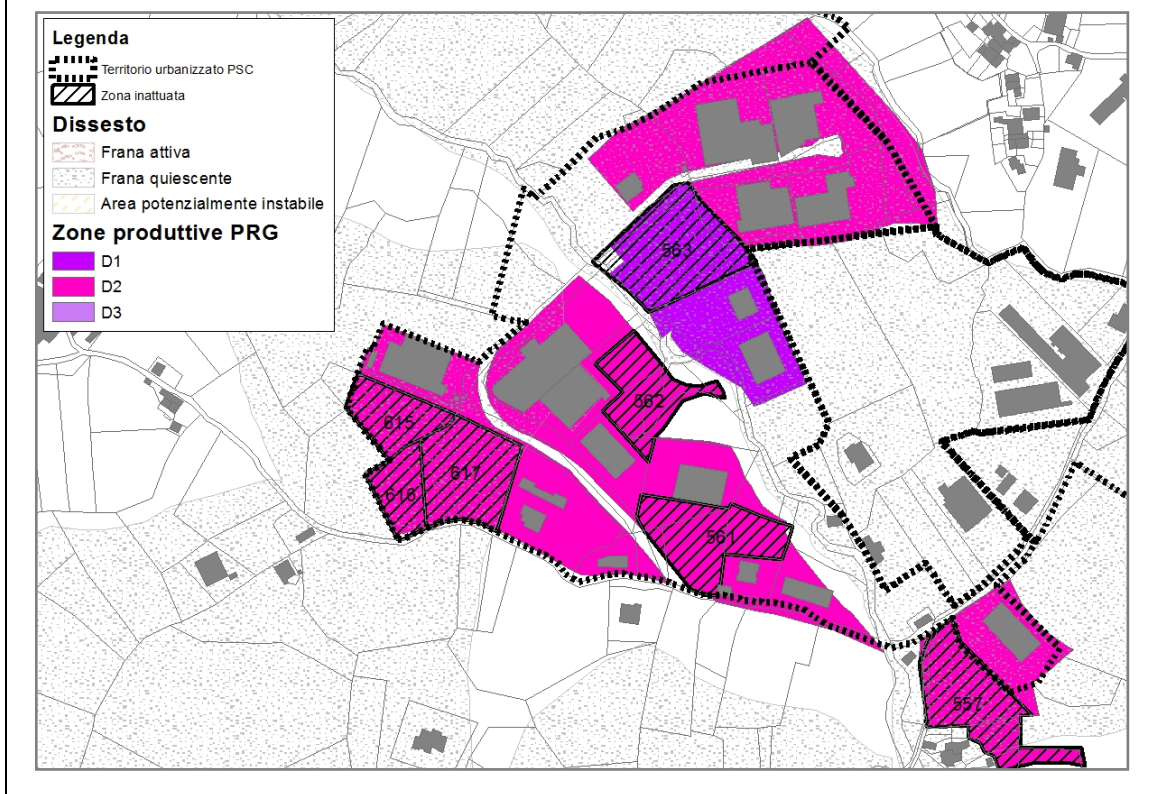 Legenda
Territorio urbanizzato PSC
Zona inattuata
Dissesto
Frana attiva
Frana quiescente
Area potenzialmente instabile
Zone produttive PRG
D1
D2
D3
563
562
615
617
616
561
557